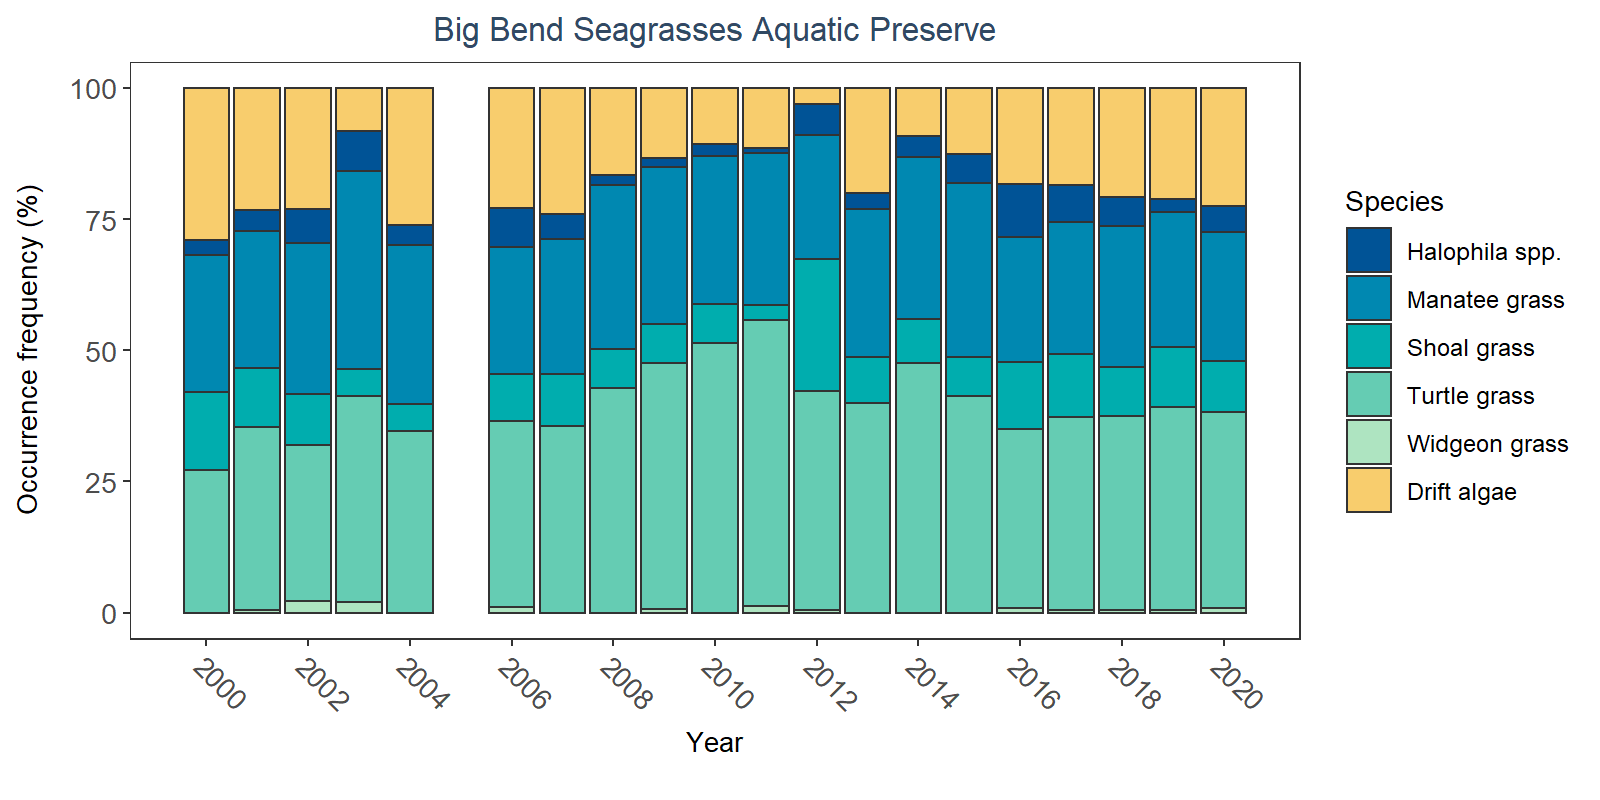 Big Bend Seagrasses Aquatic Preserve
Occurrence frequency (%)
100
75
50
25
0
2000
2002
2004
2006
2008
2010
2012
2014
2016
2018
2020
Year
Species
Halophila spp.
Manatee grass
Shoal grass
Turtle grass
Widgeon grass
Drift algae